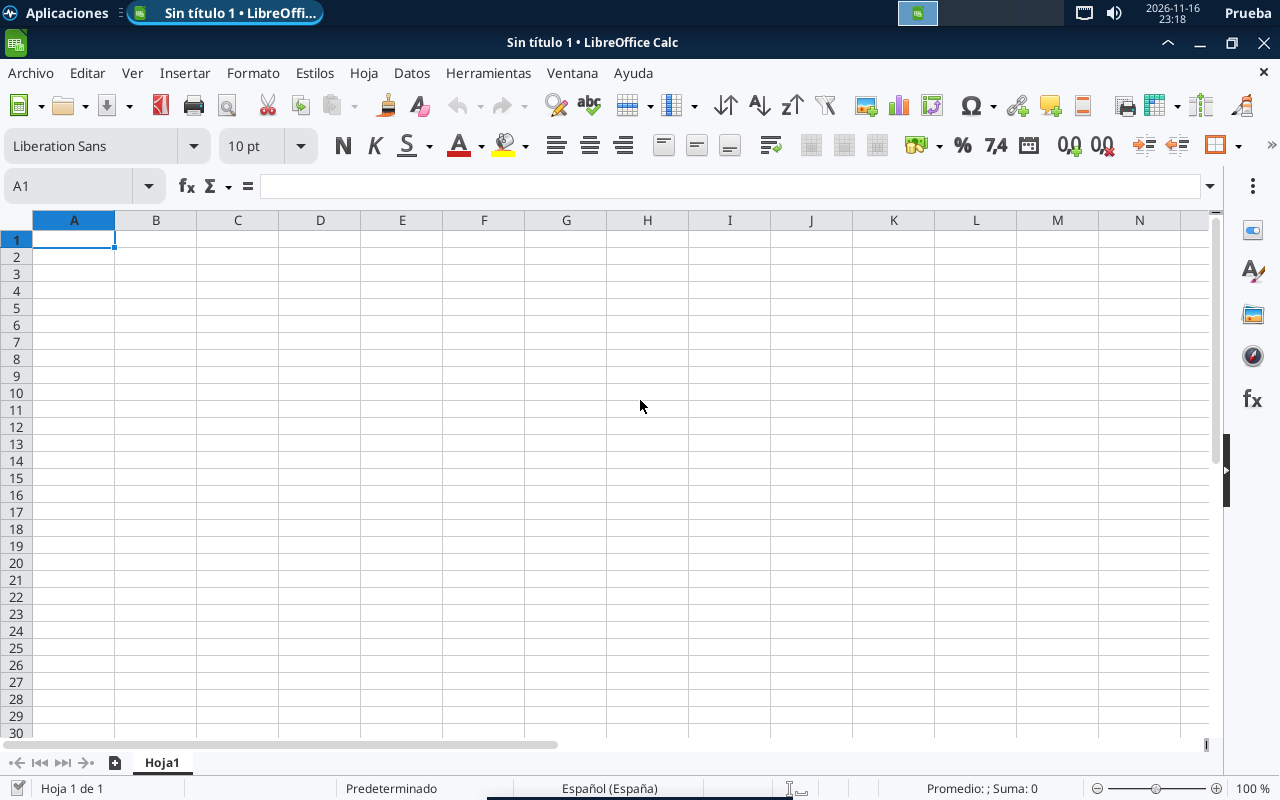 Aplicaciones
Sin título 1 • LibreOffi...
2026-11-16
23:18
Prueba
Sin título 1 • LibreOffice Calc
Archivo Editar Ver Insertar Formato Estilos Hoja Datos Herramientas Ventana Ayuda
abc
Liberation Sans
10 pt
N K S A
% 7,4 0,0 0,0
A1
fx Σ =
A B C D E F G H I J K L M N
1
2
3
4
5
6
7
8
9
10
11
12
13
14
15
16
17
18
19
20
21
22
23
24
25
26
27
28
29
30
fx
Hoja1
Hoja 1 de 1
Predeterminado
Español (España)
Promedio: ; Suma: 0
100 %